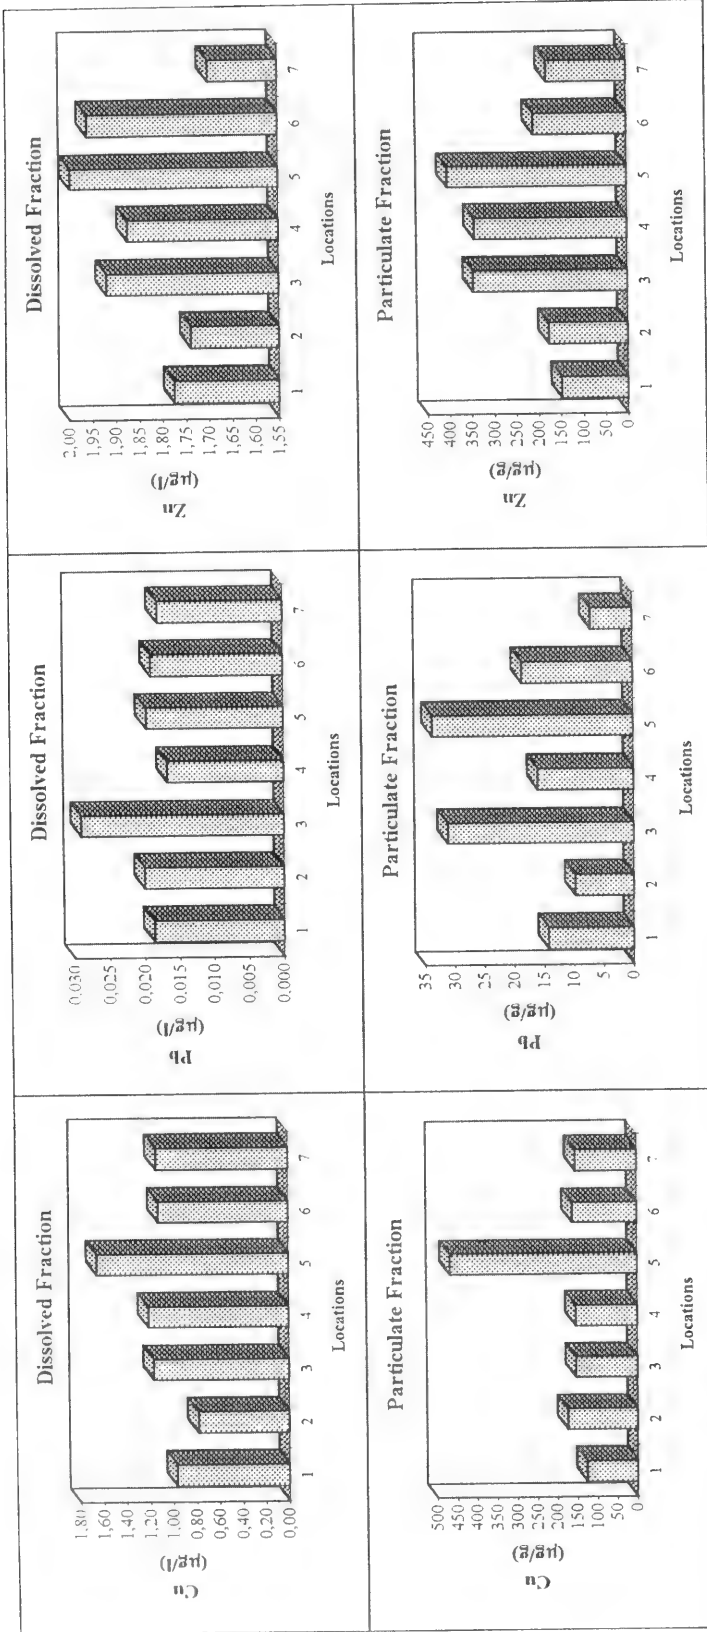 Dissolved Fraction
Cu
(µg/l)
1,80
1,60
1,40
1,20
1,00
0,80
0,60
0,40
0,20
0,00
1 2 3 4 5 6 7
Locations
Dissolved Fraction
Pb
(µg/l)
0,030
0,025
0,020
0,015
0,010
0,005
0,000
1 2 3 4 5 6 7
Locations
Dissolved Fraction
Zn
(µg/l)
2,00
1,95
1,90
1,85
1,80
1,75
1,70
1,65
1,60
1,55
1 2 3 4 5 6 7
Locations
Particulate Fraction
Cu
(µg/g)
500
450
400
350
300
250
200
150
100
50
0
1 2 3 4 5 6 7
Locations
Particulate Fraction
Pb
(µg/g)
35
30
25
20
15
10
5
0
1 2 3 4 5 6 7
Locations
Particulate Fraction
Zn
(µg/g)
450
400
350
300
250
200
150
100
50
0
1 2 3 4 5 6 7
Locations